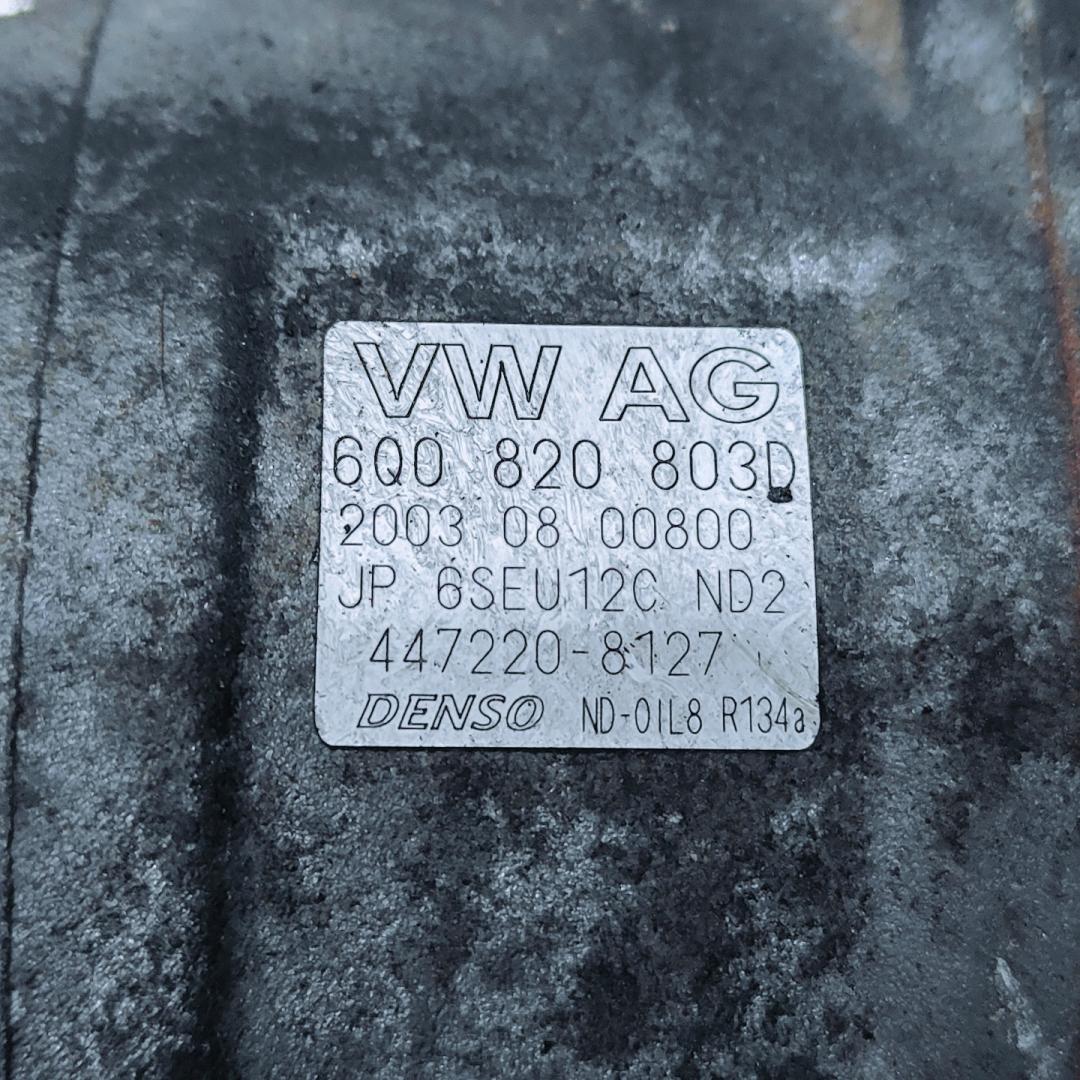 VW AG
6Q0 820 803D
2003 08 00800
JP 6SEU12C ND2
447220-8127
DENSO ND-OIL8 R134a